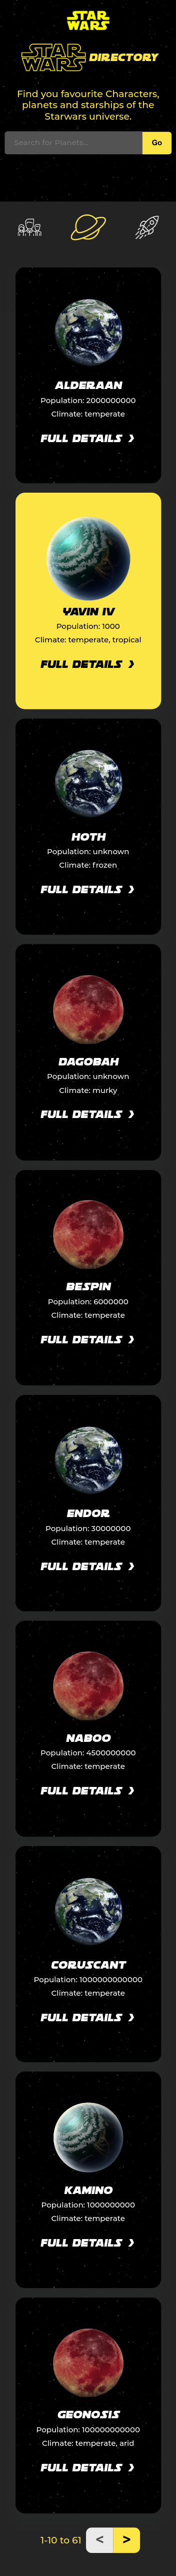 STAR
WARS
STAR
WARS
DIRECTORY
Find you favourite Characters,
planets and starships of the
Starwars universe.
Search for Planets...
Go
ALDERAAN
Population: 2000000000
Climate: temperate
FULL DETAILS ❯
YAVIN IV
Population: 1000
Climate: temperate, tropical
FULL DETAILS ❯
HOTH
Population: unknown
Climate: frozen
FULL DETAILS ❯
DAGOBAH
Population: unknown
Climate: murky
FULL DETAILS ❯
BESPIN
Population: 6000000
Climate: temperate
FULL DETAILS ❯
ENDOR
Population: 30000000
Climate: temperate
FULL DETAILS ❯
NABOO
Population: 4500000000
Climate: temperate
FULL DETAILS ❯
CORUSCANT
Population: 1000000000000
Climate: temperate
FULL DETAILS ❯
KAMINO
Population: 1000000000
Climate: temperate
FULL DETAILS ❯
GEONOSIS
Population: 100000000000
Climate: temperate, arid
FULL DETAILS ❯
1-10 to 61
< >